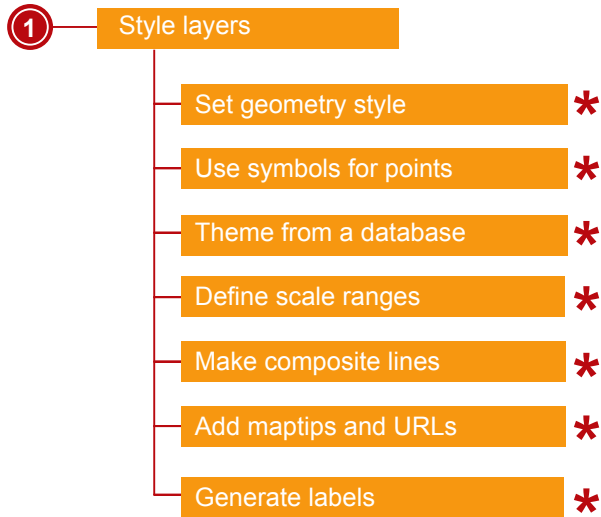 1 Style layers
Set geometry style *
Use symbols for points *
Theme from a database *
Define scale ranges *
Make composite lines *
Add maptips and URLs *
Generate labels *